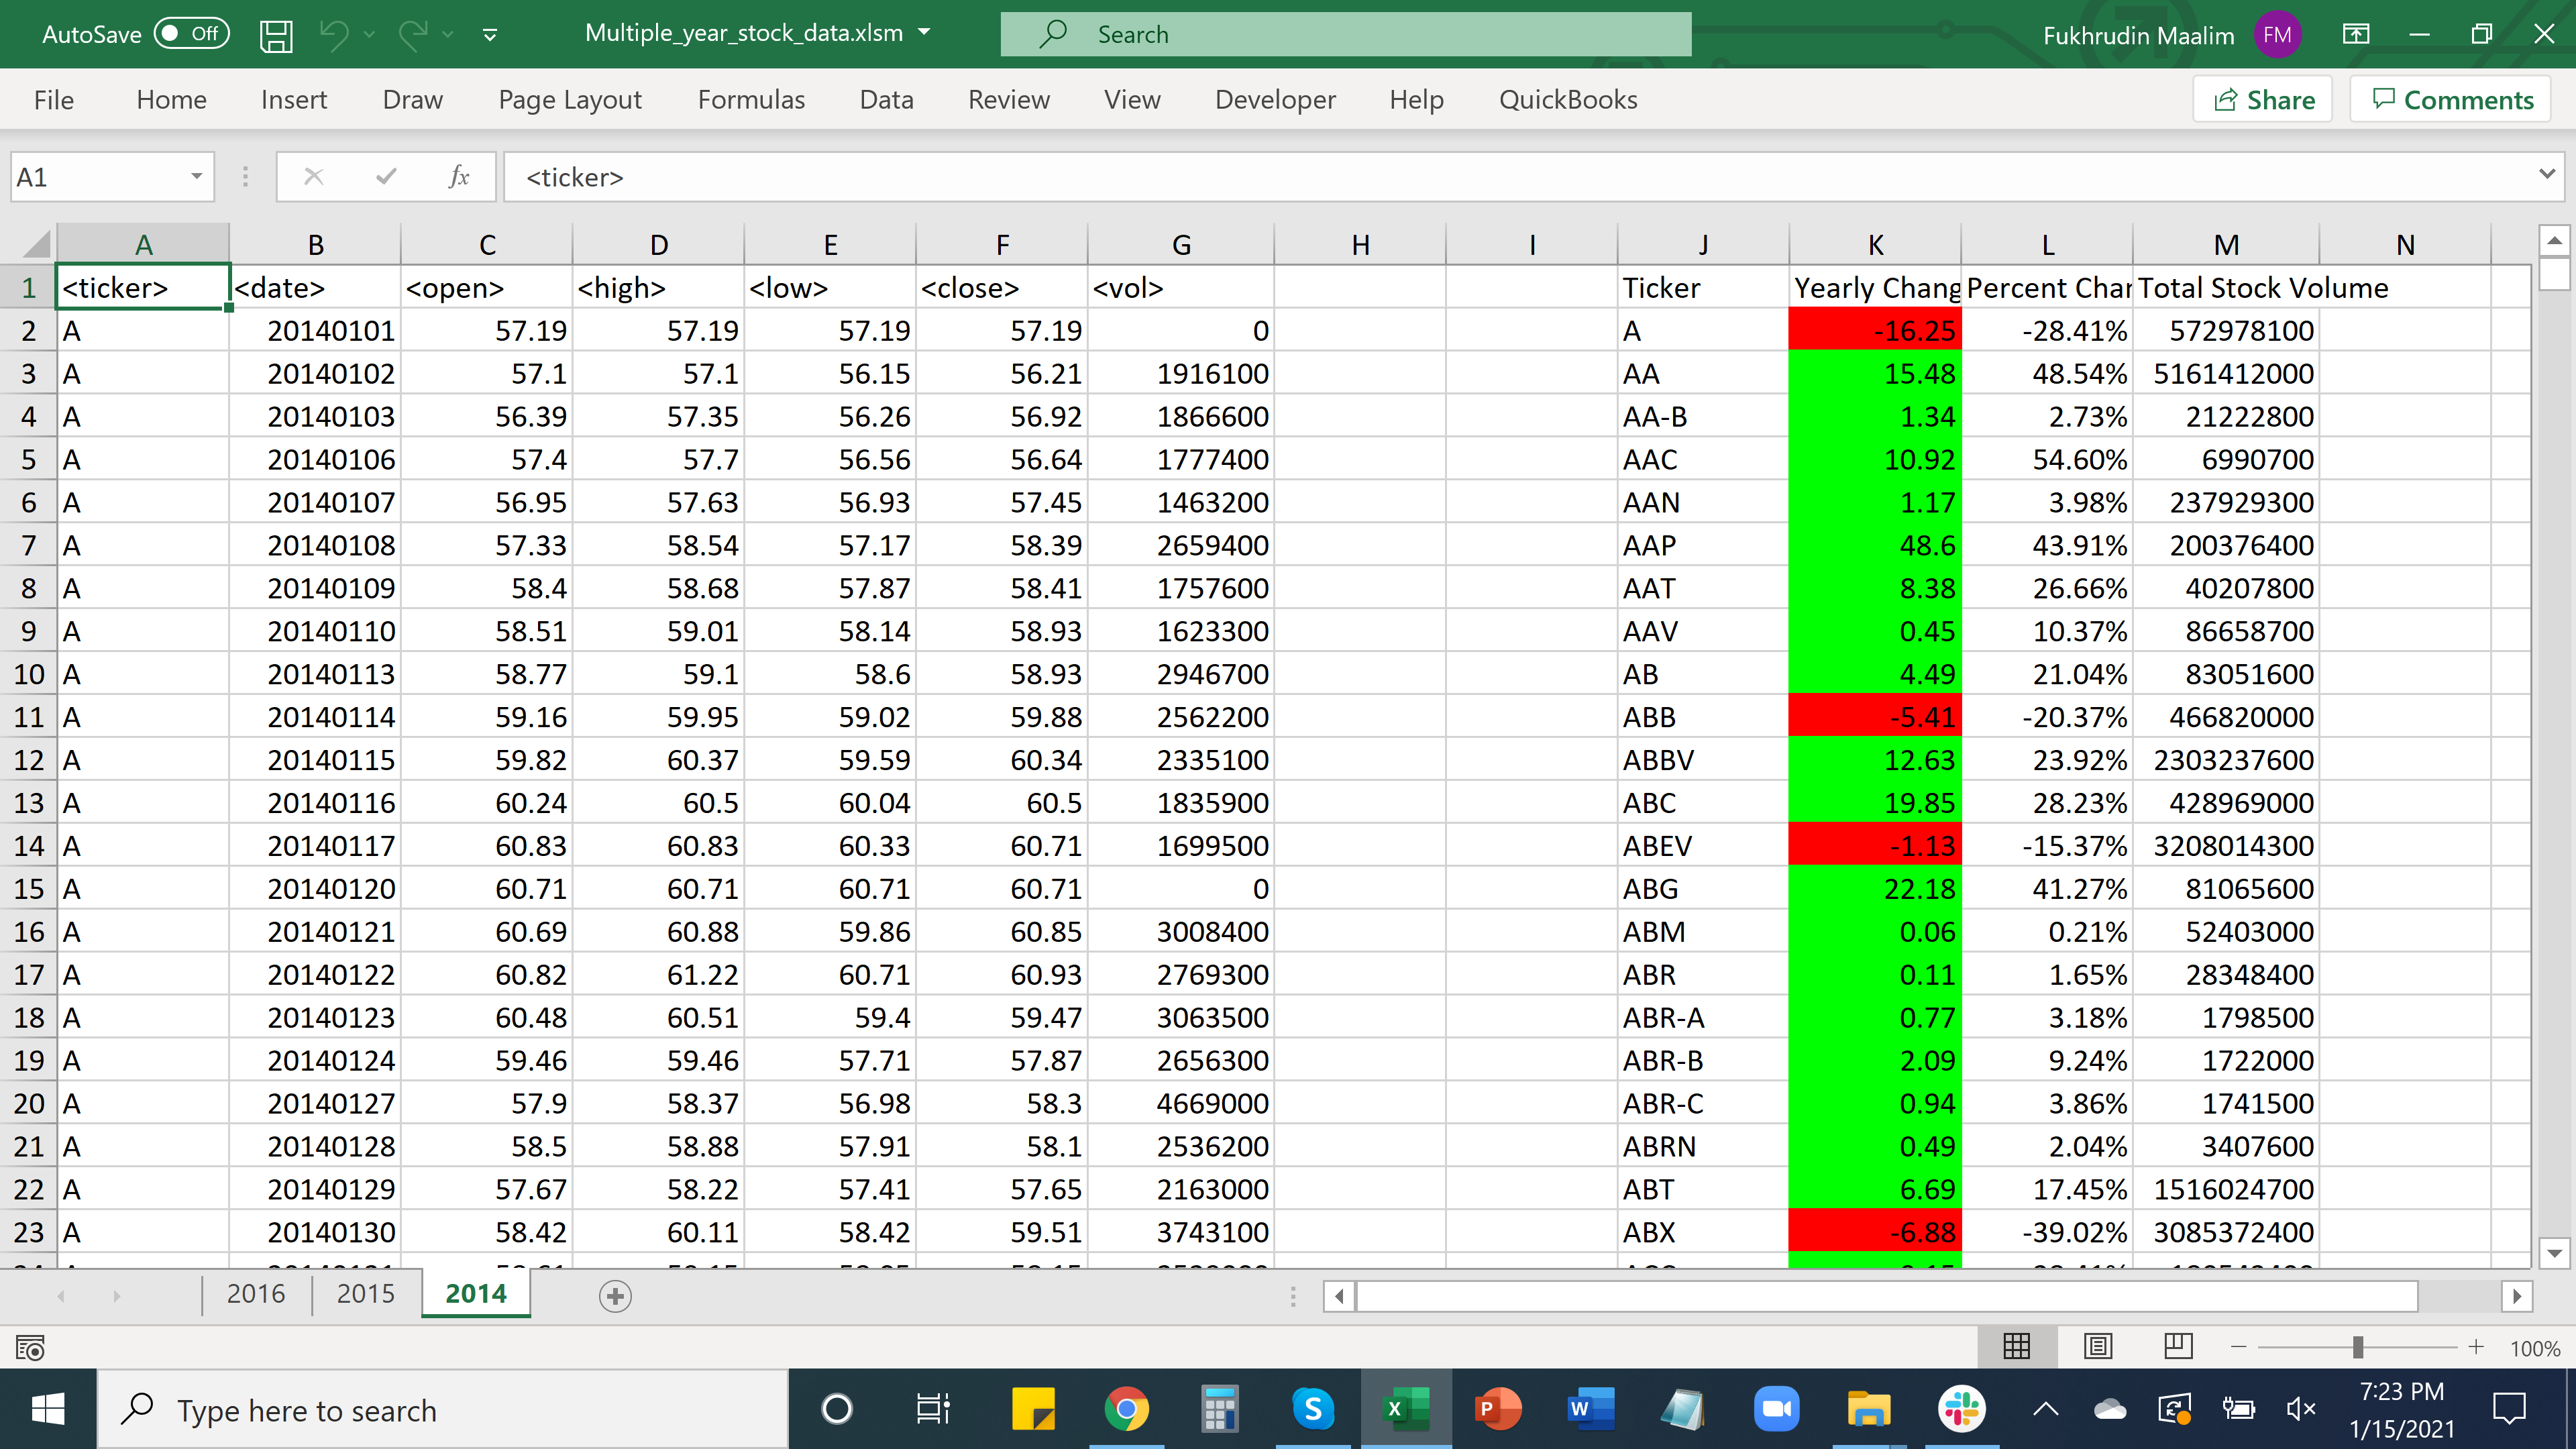 AutoSave Off Multiple_year_stock_data.xlsm Search Fukhrudin Maalim FM
File Home Insert Draw Page Layout Formulas Data Review View Developer Help QuickBooks Share Comments
A1 fx <ticker>
A B C D E F G H I J K L M N
1 <ticker> <date> <open> <high> <low> <close> <vol> Ticker Yearly Chang Percent Char Total Stock Volume
2 A 20140101 57.19 57.19 57.19 57.19 0 A -16.25 -28.41% 572978100
3 A 20140102 57.1 57.1 56.15 56.21 1916100 AA 15.48 48.54% 5161412000
4 A 20140103 56.39 57.35 56.26 56.92 1866600 AA-B 1.34 2.73% 21222800
5 A 20140106 57.4 57.7 56.56 56.64 1777400 AAC 10.92 54.60% 6990700
6 A 20140107 56.95 57.63 56.93 57.45 1463200 AAN 1.17 3.98% 237929300
7 A 20140108 57.33 58.54 57.17 58.39 2659400 AAP 48.6 43.91% 200376400
8 A 20140109 58.4 58.68 57.87 58.41 1757600 AAT 8.38 26.66% 40207800
9 A 20140110 58.51 59.01 58.14 58.93 1623300 AAV 0.45 10.37% 86658700
10 A 20140113 58.77 59.1 58.6 58.93 2946700 AB 4.49 21.04% 83051600
11 A 20140114 59.16 59.95 59.02 59.88 2562200 ABB -5.41 -20.37% 466820000
12 A 20140115 59.82 60.37 59.59 60.34 2335100 ABBV 12.63 23.92% 2303237600
13 A 20140116 60.24 60.5 60.04 60.5 1835900 ABC 19.85 28.23% 428969000
14 A 20140117 60.83 60.83 60.33 60.71 1699500 ABEV -1.13 -15.37% 3208014300
15 A 20140120 60.71 60.71 60.71 60.71 0 ABG 22.18 41.27% 81065600
16 A 20140121 60.69 60.88 59.86 60.85 3008400 ABM 0.06 0.21% 52403000
17 A 20140122 60.82 61.22 60.71 60.93 2769300 ABR 0.11 1.65% 28348400
18 A 20140123 60.48 60.51 59.4 59.47 3063500 ABR-A 0.77 3.18% 1798500
19 A 20140124 59.46 59.46 57.71 57.87 2656300 ABR-B 2.09 9.24% 1722000
20 A 20140127 57.9 58.37 56.98 58.3 4669000 ABR-C 0.94 3.86% 1741500
21 A 20140128 58.5 58.88 57.91 58.1 2536200 ABRN 0.49 2.04% 3407600
22 A 20140129 57.67 58.22 57.41 57.65 2163000 ABT 6.69 17.45% 1516024700
23 A 20140130 58.42 60.11 58.42 59.51 3743100 ABX -6.88 -39.02% 3085372400
2016 2015 2014
100%
Type here to search 7:23 PM
1/15/2021